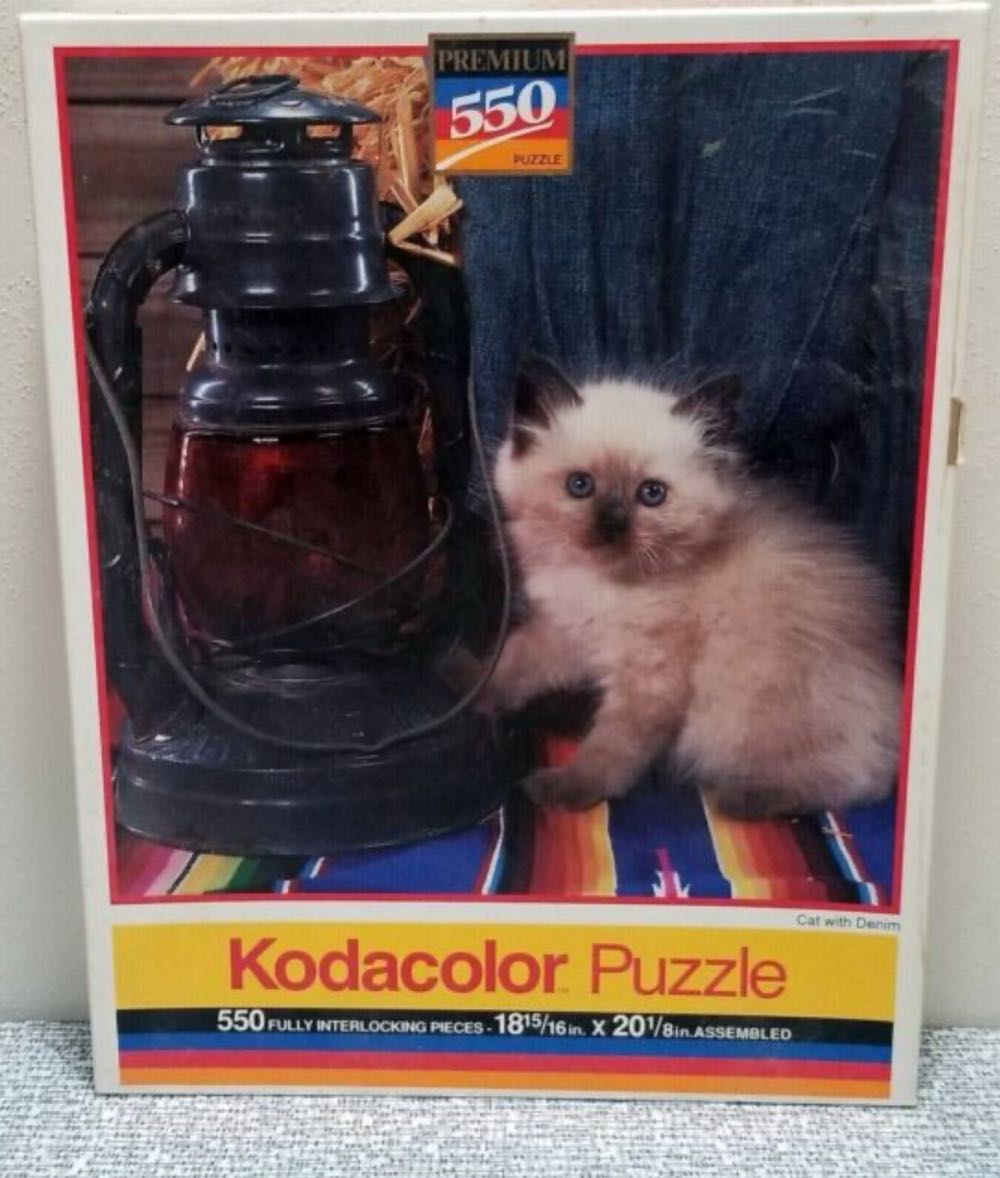 PREMIUM
550
PUZZLE
Cat with Denim
Kodacolor™ Puzzle
550 FULLY INTERLOCKING PIECES - 18 15/16 in. X 20 1/8 in. ASSEMBLED